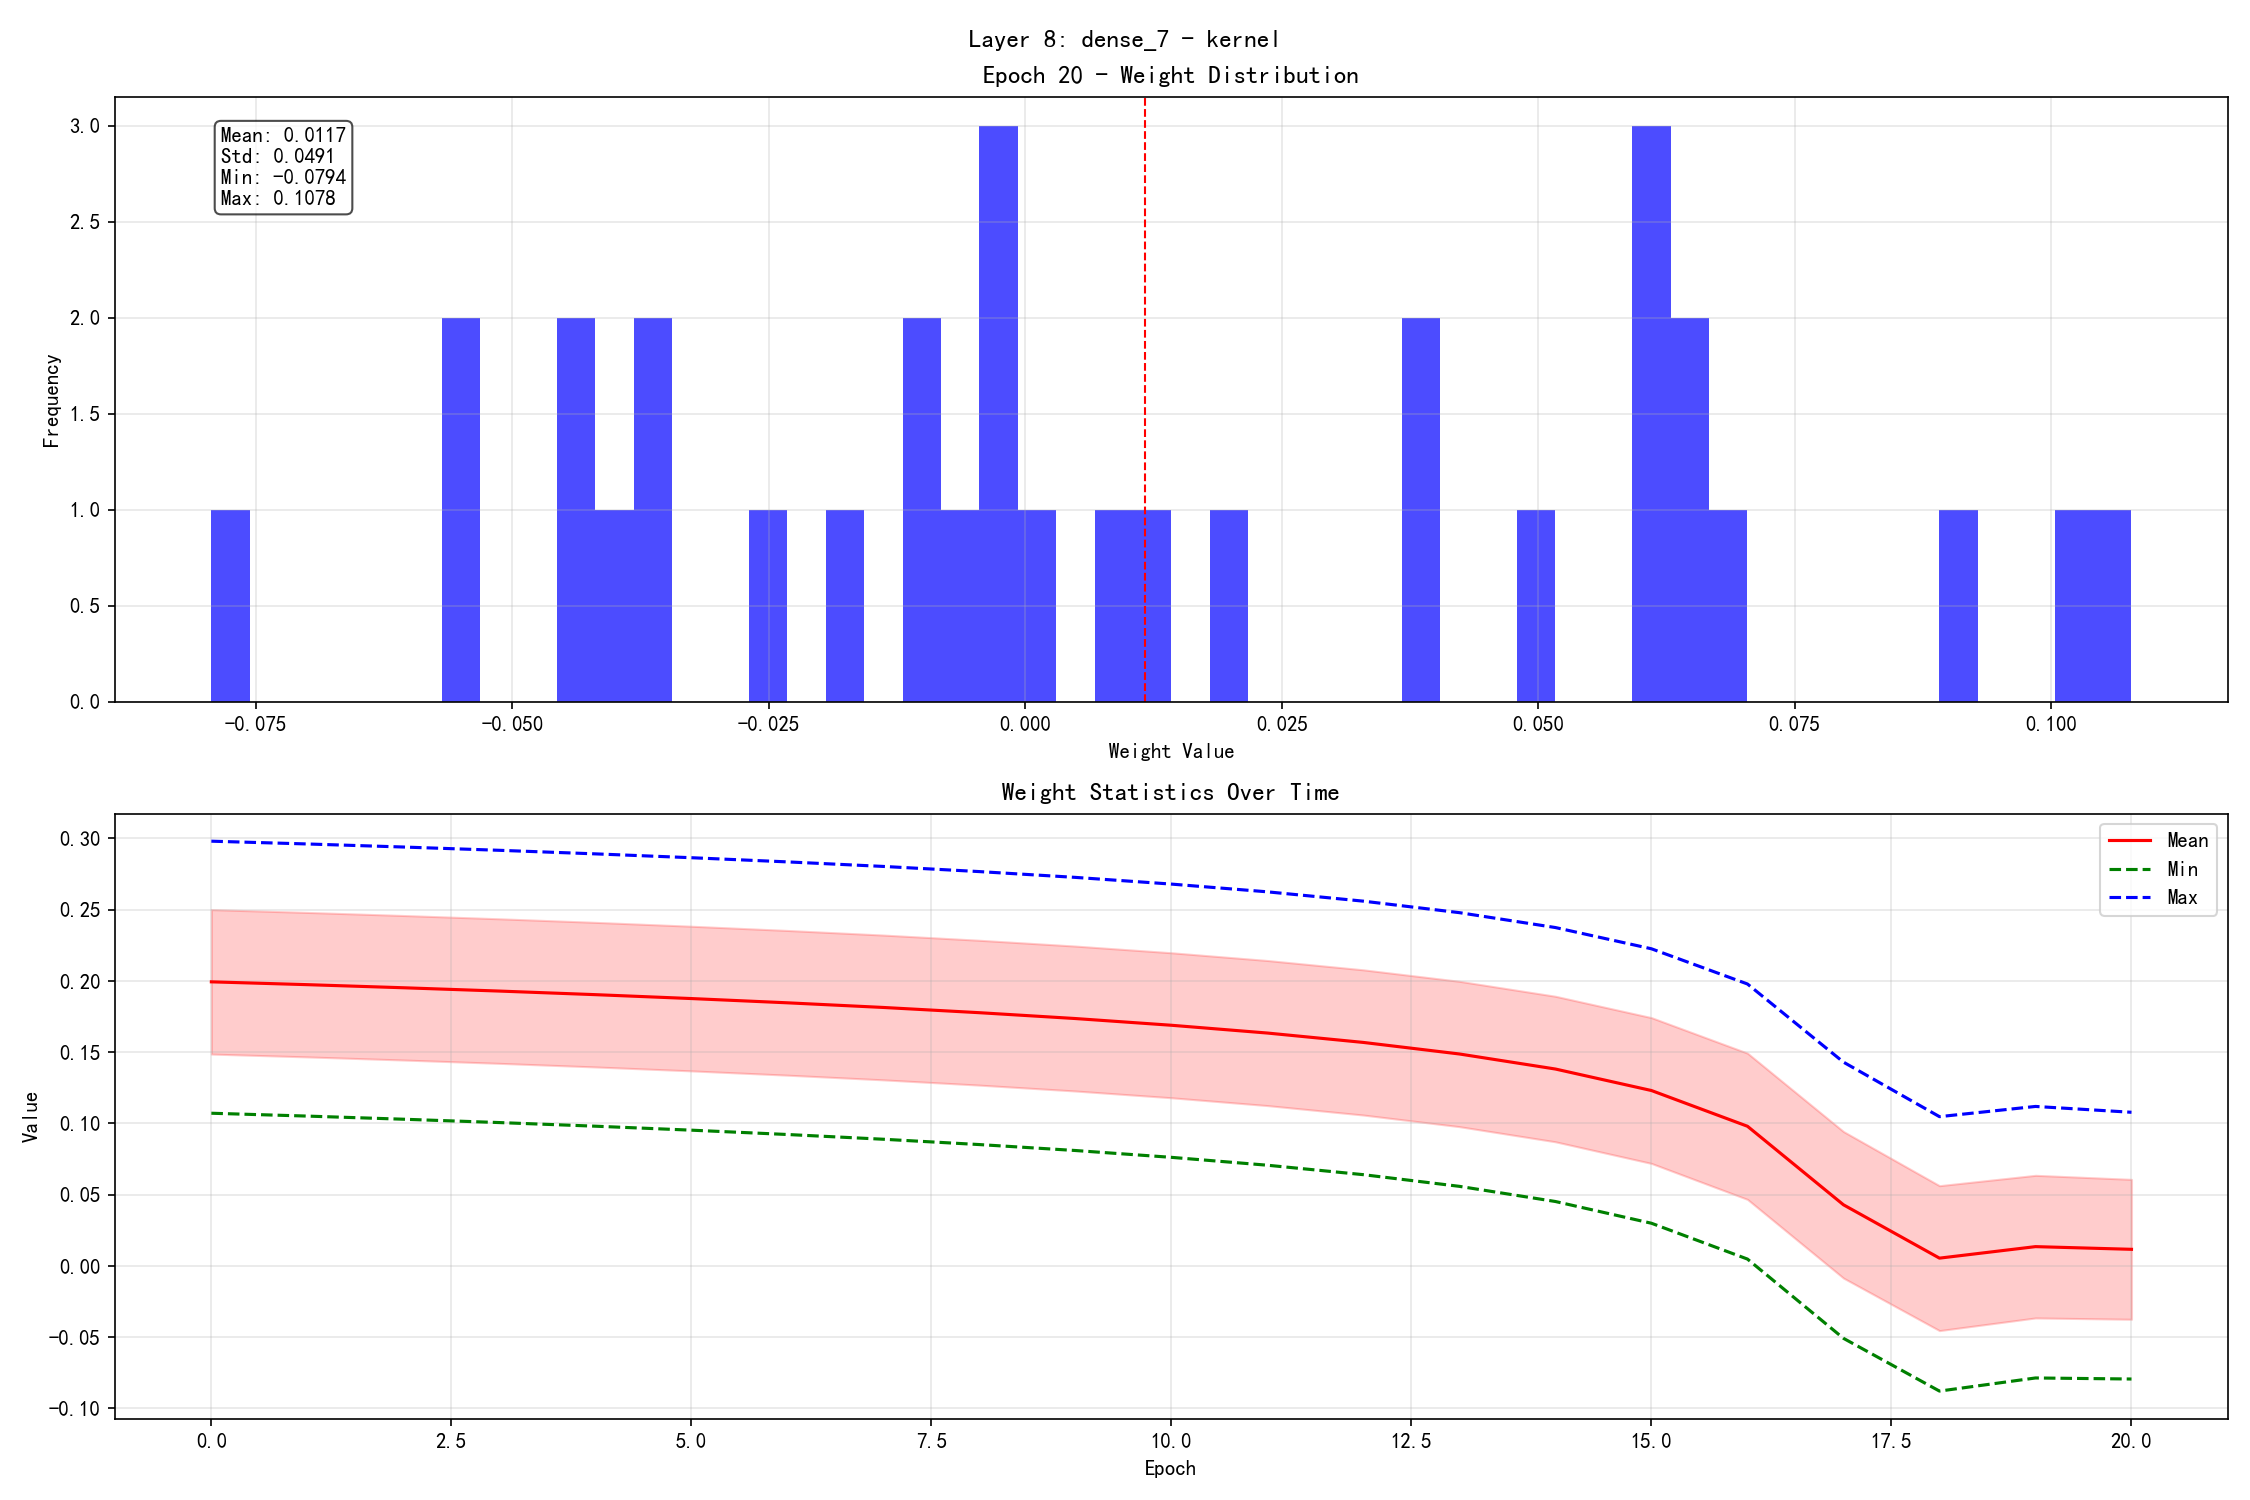 Layer 8: dense_7 - kernel
Epoch 20 - Weight Distribution
Mean: 0.0117
Std: 0.0491
Min: -0.0794
Max: 0.1078
3.0
2.5
2.0
1.5
1.0
0.5
0.0
Frequency
-0.075 -0.050 -0.025 0.000 0.025 0.050 0.075 0.100
Weight Value
Weight Statistics Over Time
Mean
Min
Max
0.30
0.25
0.20
0.15
0.10
0.05
0.00
-0.05
-0.10
Value
0.0 2.5 5.0 7.5 10.0 12.5 15.0 17.5 20.0
Epoch